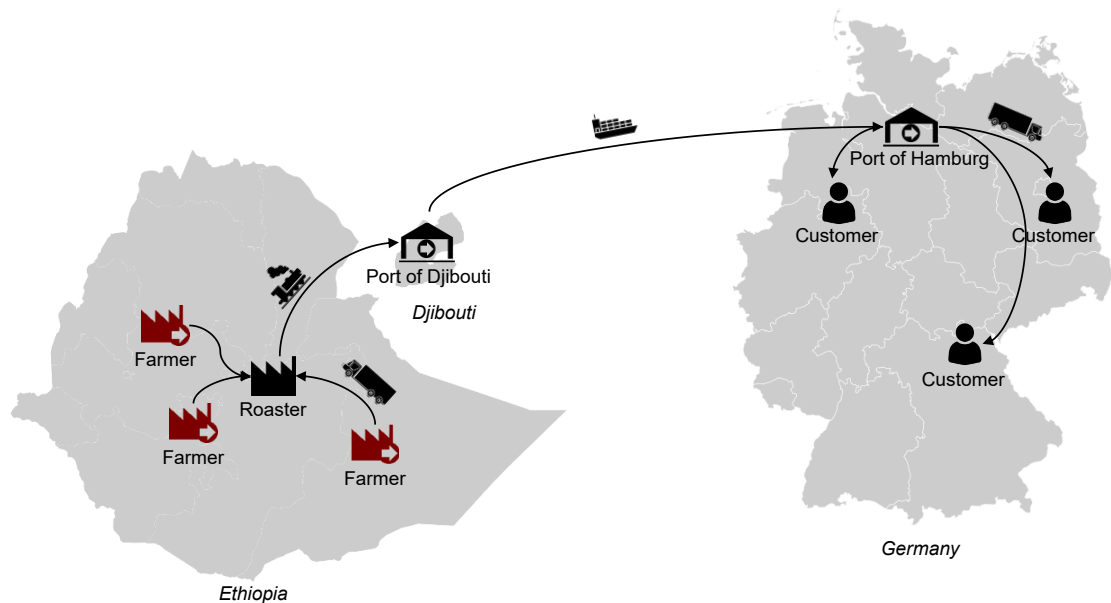 Port of Hamburg
Customer
Customer
Port of Djibouti
Djibouti
Farmer
Customer
Roaster
Farmer
Farmer
Germany
Ethiopia